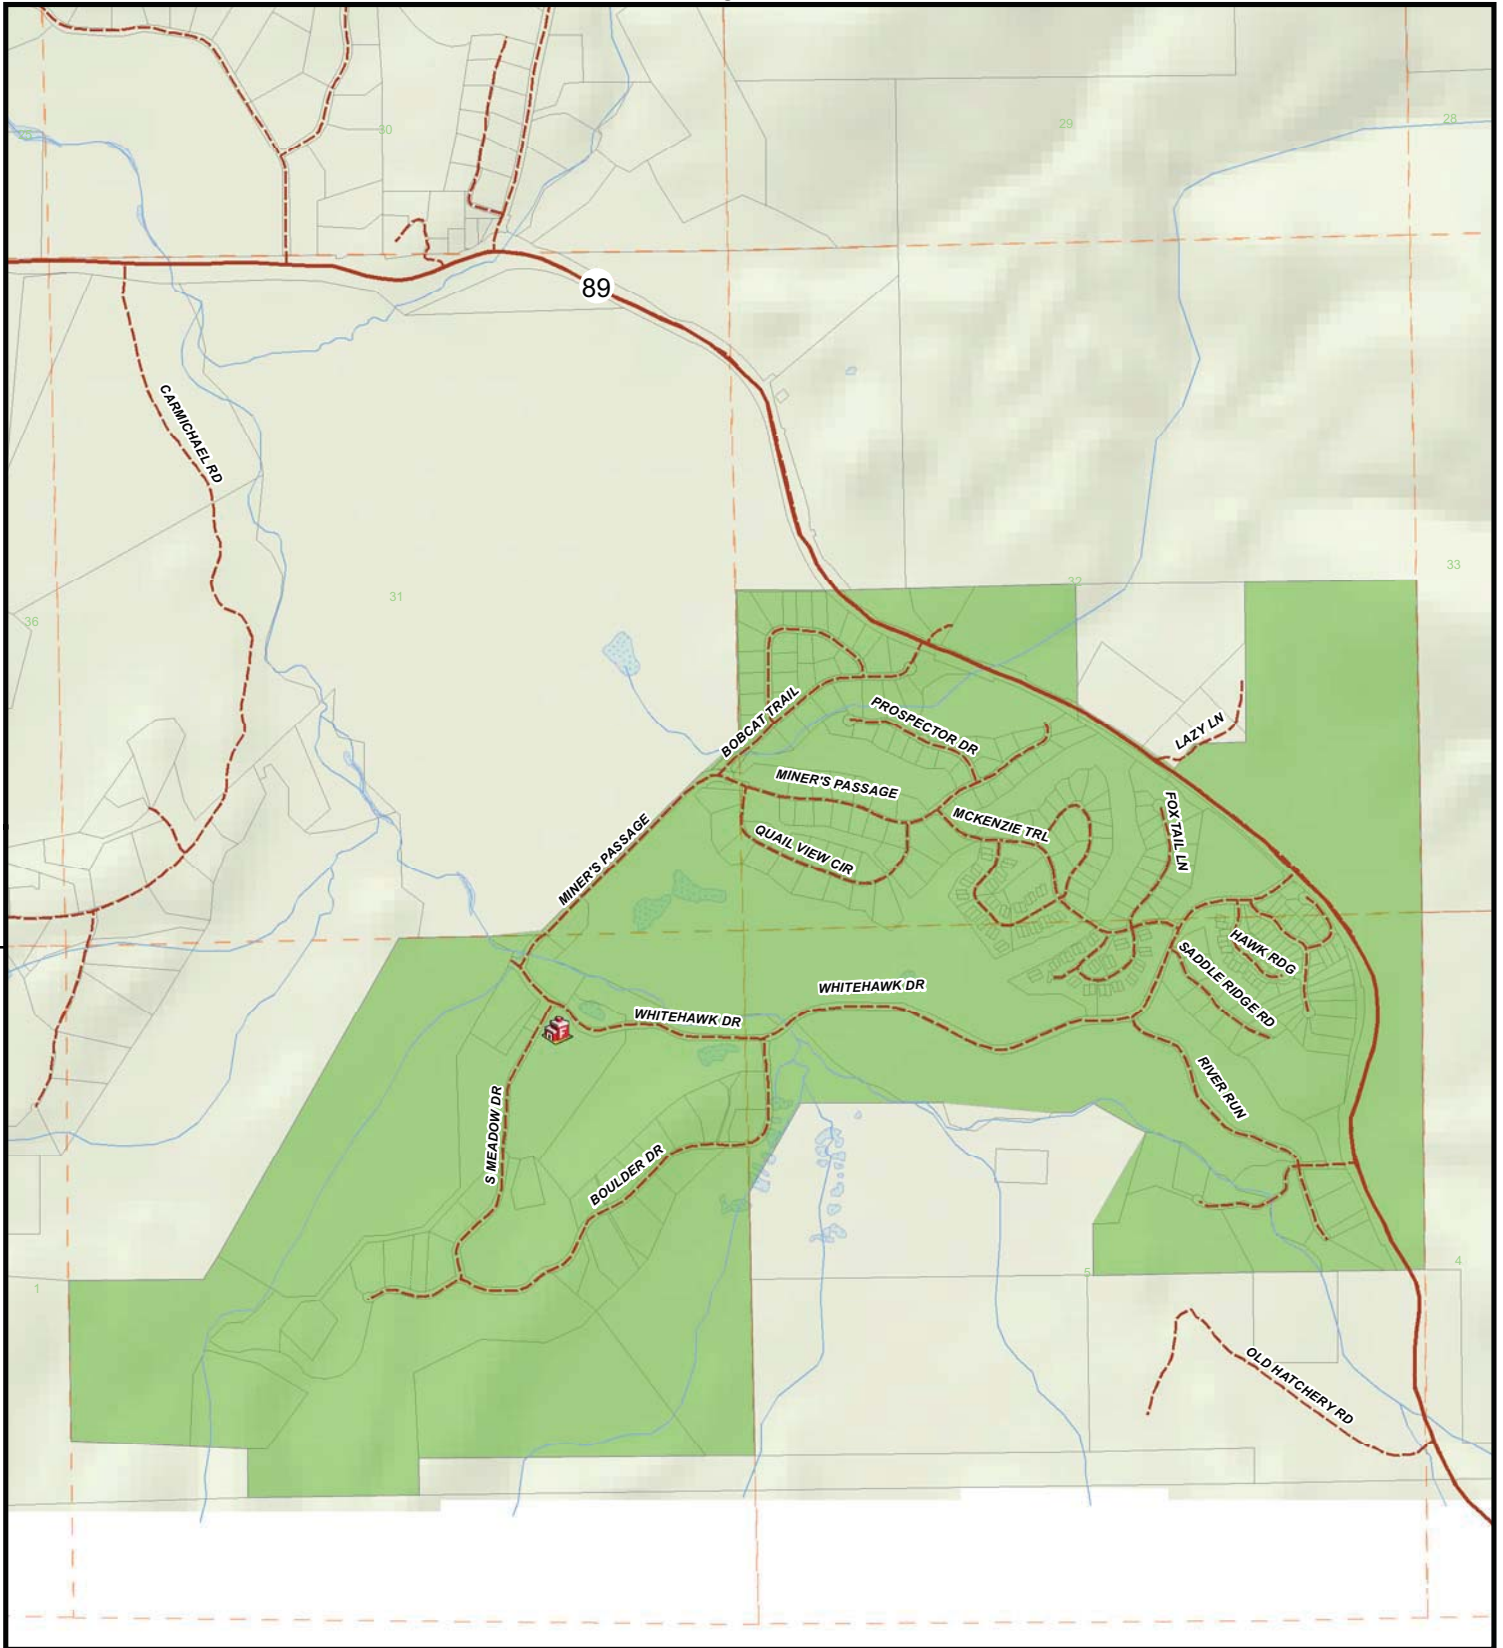 29
28
30
89
CARMICHAEL RD
33
32
31
36
BOBCAT TRAIL
PROSPECTOR DR
LAZY LN
MINER'S PASSAGE
FOX TAIL LN
MCKENZIE TRL
MINER'S PASSAGE
QUAIL VIEW CIR
HAWK RDG
SADDLE RIDGE RD
WHITEHAWK DR
WHITEHAWK DR
F
RIVER RUN
S MEADOW DR
BOULDER DR
4
5
1
OLD HATCHERY RD